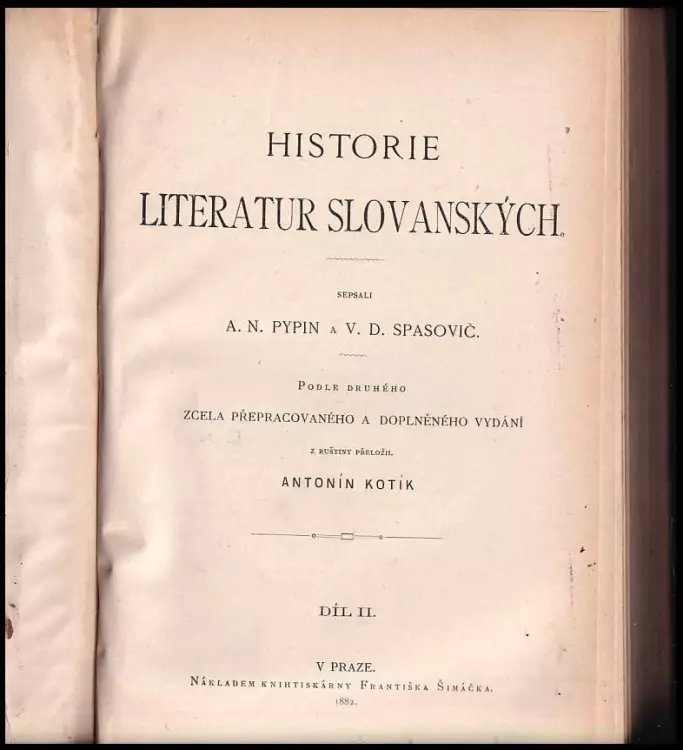 HISTORIE
LITERATUR SLOVANSKÝCH.
SEPSALI
A. N. PYPIN A V. D. SPASOVIČ.
PODLE DRUHÉHO
ZCELA PŘEPRACOVANÉHO A DOPLNĚNÉHO VYDÁNÍ
Z RUŠTINY PŘELOŽIL
ANTONÍN KOTÍK
DÍL II.
V PRAZE.
NÁKLADEM KNIHTISKÁRNY FRANTIŠKA ŠIMÁČKA.
1882.